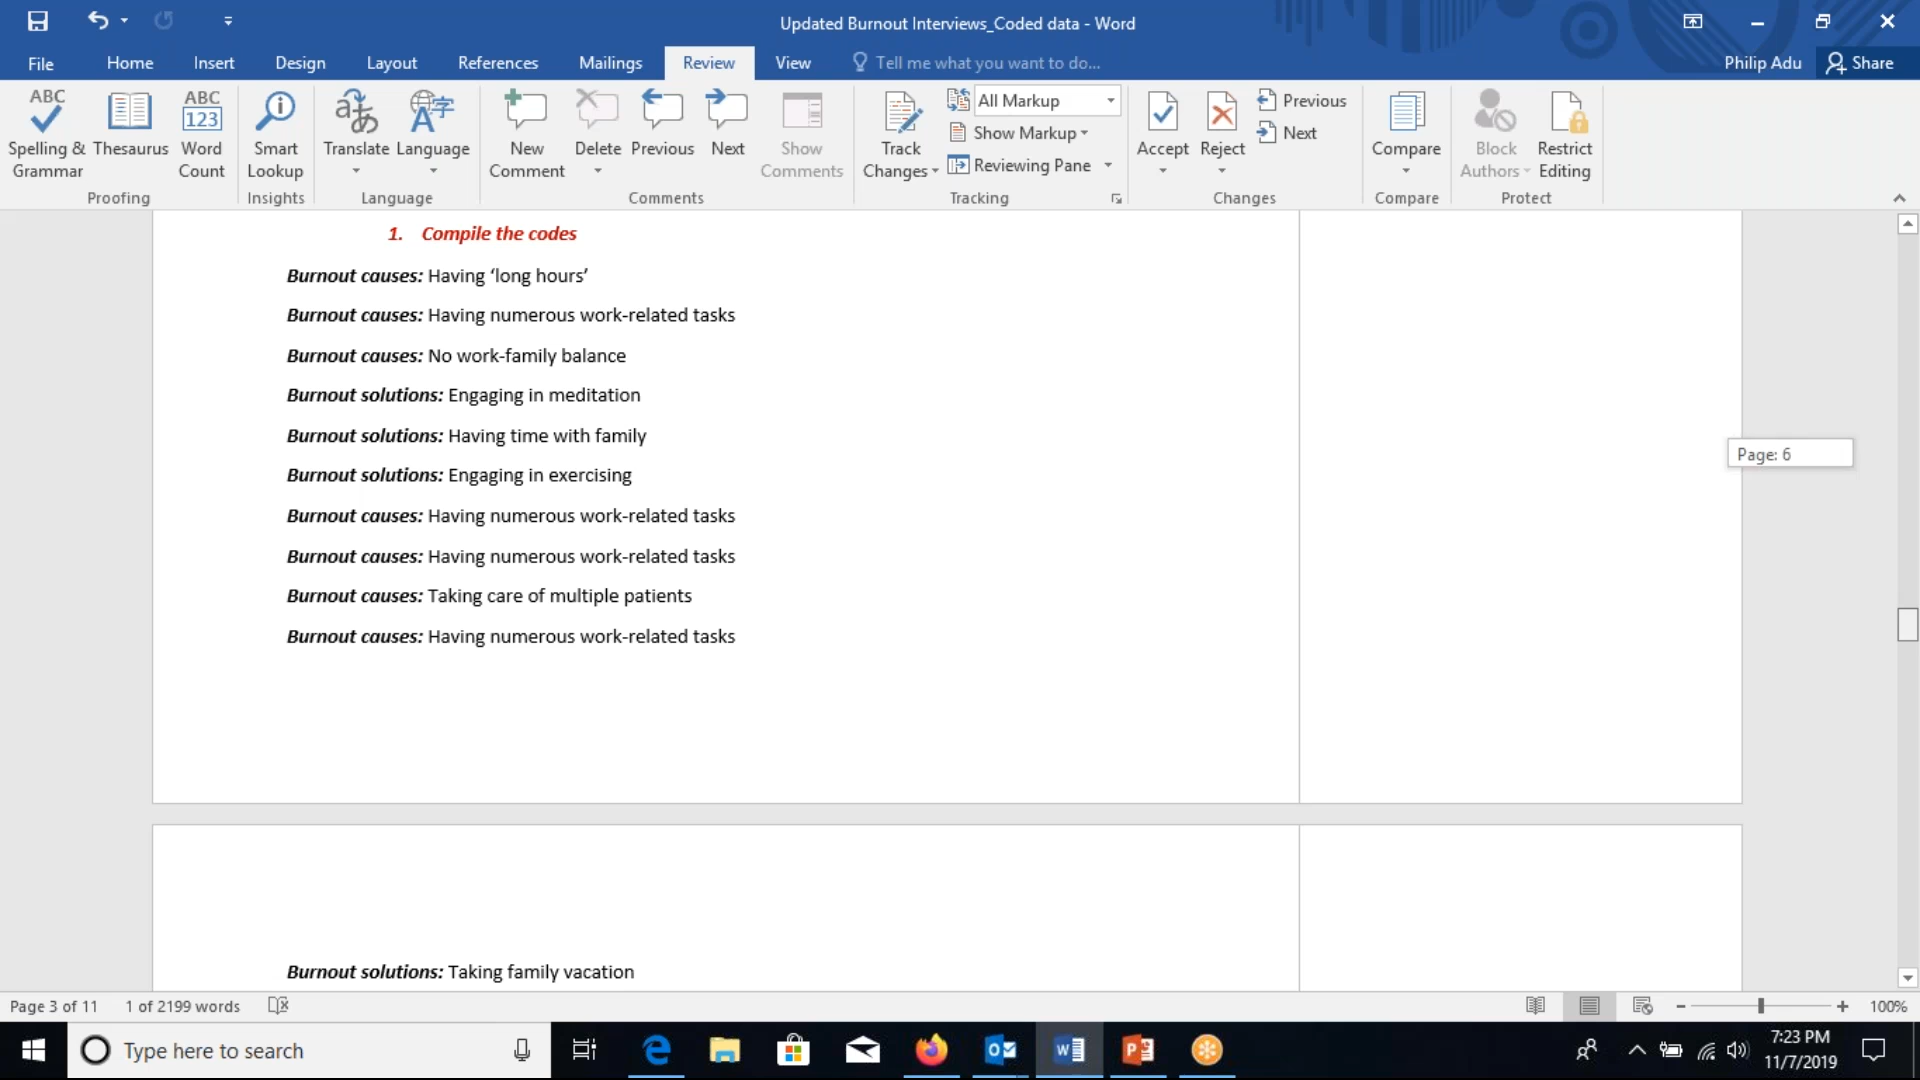 Updated Burnout Interviews_Coded data - Word
File Home Insert Design Layout References Mailings Review View Tell me what you want to do... Philip Adu Share
ABC Spelling & Grammar
Thesaurus
ABC 123 Word Count
Smart Lookup
Translate
Language
New Comment
Delete
Previous
Next
Show Comments
Track Changes
All Markup
Show Markup
Reviewing Pane
Accept
Reject
Previous
Next
Compare
Block Authors
Restrict Editing
Proofing Insights Language Comments Tracking Changes Compare Protect
1. Compile the codes
Burnout causes: Having ‘long hours’
Burnout causes: Having numerous work-related tasks
Burnout causes: No work-family balance
Burnout solutions: Engaging in meditation
Burnout solutions: Having time with family
Page: 6
Burnout solutions: Engaging in exercising
Burnout causes: Having numerous work-related tasks
Burnout causes: Having numerous work-related tasks
Burnout causes: Taking care of multiple patients
Burnout causes: Having numerous work-related tasks
Burnout solutions: Taking family vacation
Page 3 of 11 1 of 2199 words 100%
Type here to search
7:23 PM
11/7/2019